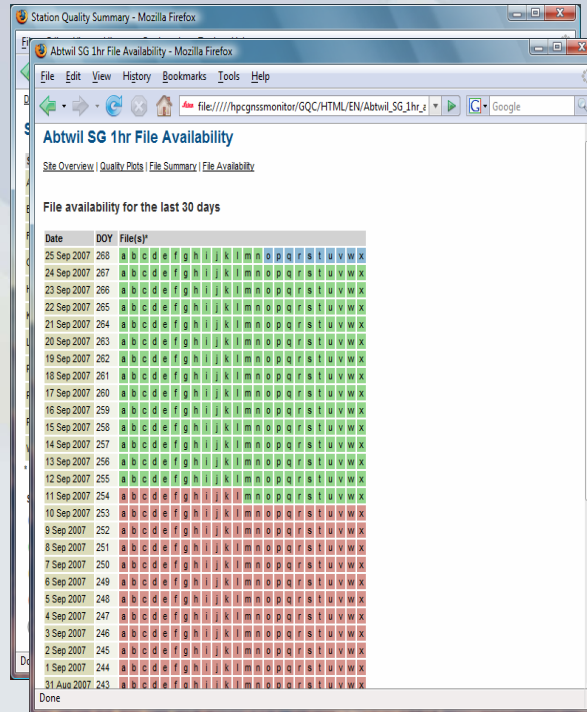 Station Quality Summary - Mozilla Firefox
Abtwil SG 1hr File Availability - Mozilla Firefox
File Edit View History Bookmarks Tools Help
file://///hpcgnssmonitor/GQC/HTML/EN/Abtwil_SG_1hr_a
Google
Abtwil SG 1hr File Availability
Site Overview | Quality Plots | File Summary | File Availability
File availability for the last 30 days
Date DOY File(s)*
25 Sep 2007 268 a b c d e f g h i j k l m n o p q r s t u v w x
24 Sep 2007 267 a b c d e f g h i j k l m n o p q r s t u v w x
23 Sep 2007 266 a b c d e f g h i j k l m n o p q r s t u v w x
22 Sep 2007 265 a b c d e f g h i j k l m n o p q r s t u v w x
21 Sep 2007 264 a b c d e f g h i j k l m n o p q r s t u v w x
20 Sep 2007 263 a b c d e f g h i j k l m n o p q r s t u v w x
19 Sep 2007 262 a b c d e f g h i j k l m n o p q r s t u v w x
18 Sep 2007 261 a b c d e f g h i j k l m n o p q r s t u v w x
17 Sep 2007 260 a b c d e f g h i j k l m n o p q r s t u v w x
16 Sep 2007 259 a b c d e f g h i j k l m n o p q r s t u v w x
15 Sep 2007 258 a b c d e f g h i j k l m n o p q r s t u v w x
14 Sep 2007 257 a b c d e f g h i j k l m n o p q r s t u v w x
13 Sep 2007 256 a b c d e f g h i j k l m n o p q r s t u v w x
12 Sep 2007 255 a b c d e f g h i j k l m n o p q r s t u v w x
11 Sep 2007 254 a b c d e f g h i j k l m n o p q r s t u v w x
10 Sep 2007 253 a b c d e f g h i j k l m n o p q r s t u v w x
9 Sep 2007 252 a b c d e f g h i j k l m n o p q r s t u v w x
8 Sep 2007 251 a b c d e f g h i j k l m n o p q r s t u v w x
7 Sep 2007 250 a b c d e f g h i j k l m n o p q r s t u v w x
6 Sep 2007 249 a b c d e f g h i j k l m n o p q r s t u v w x
5 Sep 2007 248 a b c d e f g h i j k l m n o p q r s t u v w x
4 Sep 2007 247 a b c d e f g h i j k l m n o p q r s t u v w x
3 Sep 2007 246 a b c d e f g h i j k l m n o p q r s t u v w x
2 Sep 2007 245 a b c d e f g h i j k l m n o p q r s t u v w x
1 Sep 2007 244 a b c d e f g h i j k l m n o p q r s t u v w x
31 Aug 2007 243 a b c d e f g h i j k l m n o p q r s t u v w x
Done